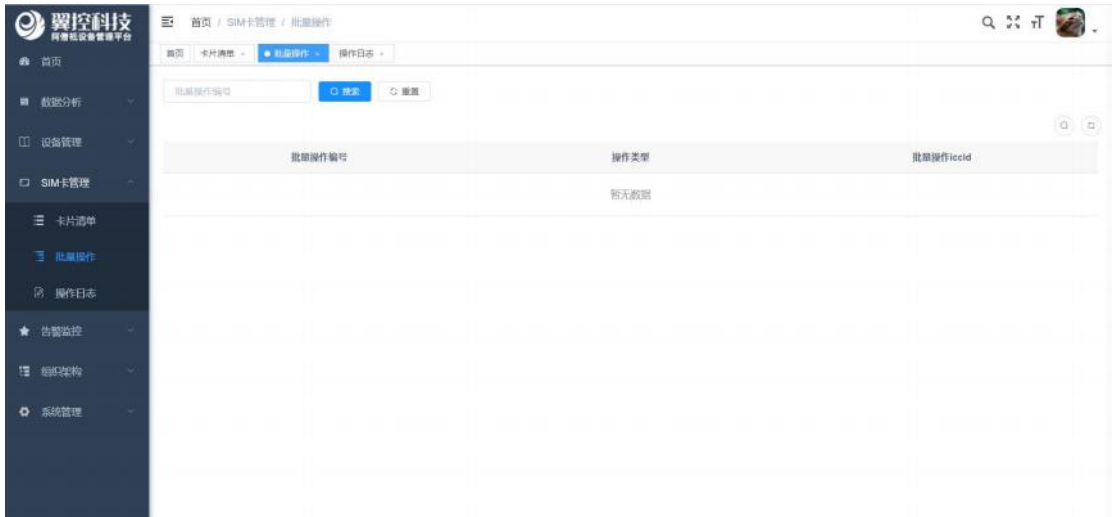 翼控科技
阿凿祗设备管理平台
首页
数据分析
设备管理
SIM卡管理
卡片清单
批量操作
操作日志
告警监控
组织架构
系统管理
首页 / SIM卡管理 / 批量操作
首页 卡片清单 × 批量操作 × 操作日志 ×
批量操作编号 搜索 重置
批量操作编号 操作类型 批量操作iccid
暂无数据